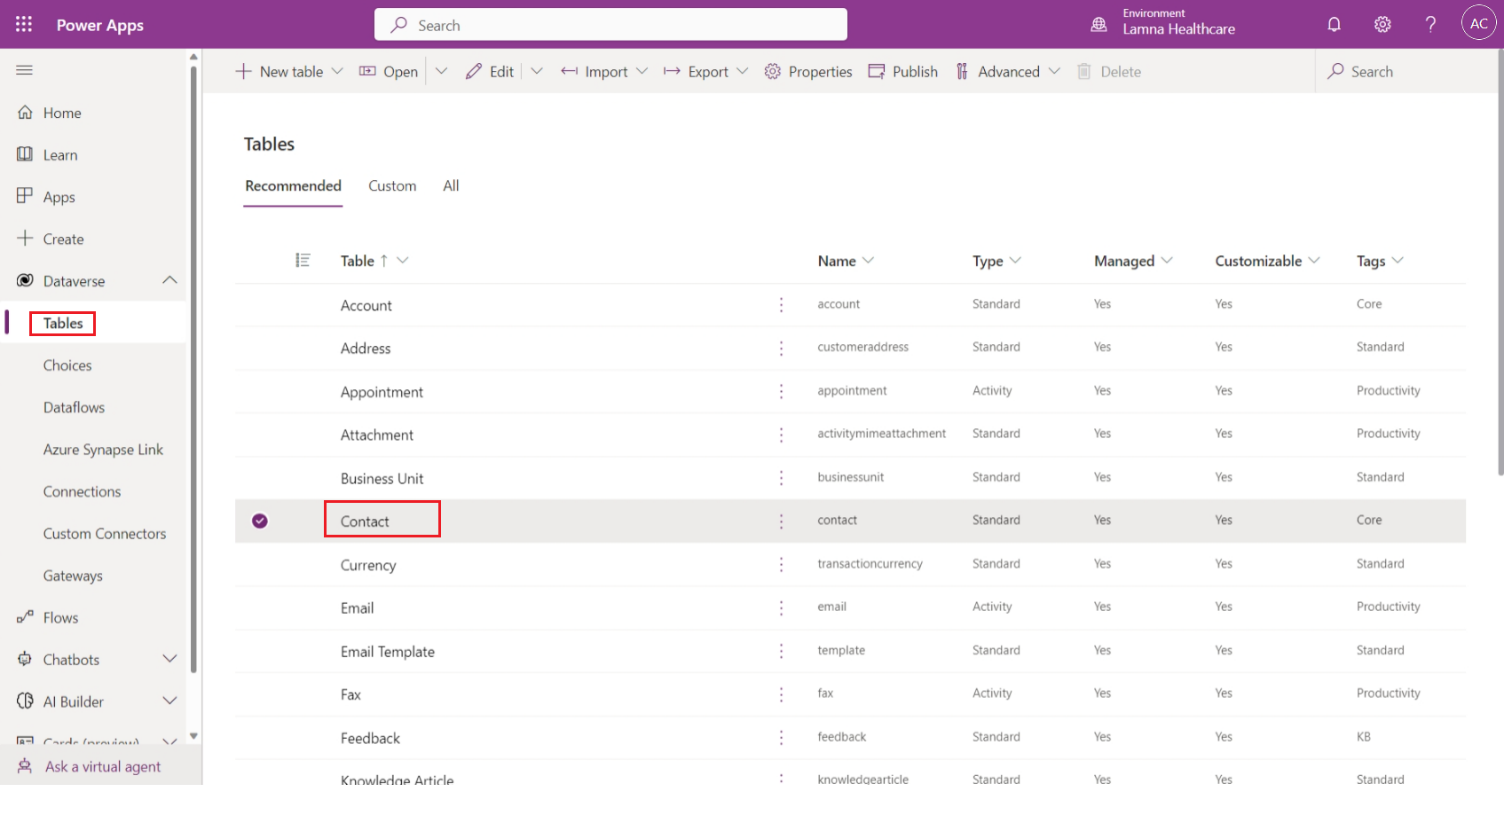 Power Apps
Search
Environment
Lamna Healthcare
?
AC
New table
Open
Edit
Import
Export
Properties
Publish
Advanced
Delete
Search
Home
Learn
Apps
Create
Dataverse
Tables
Choices
Dataflows
Azure Synapse Link
Connections
Custom Connectors
Gateways
Flows
Chatbots
AI Builder
Cards (preview)
Ask a virtual agent
Tables
Recommended Custom All
Table ↑ Name Type Managed Customizable Tags
Account account Standard Yes Yes Core
Address customeraddress Standard Yes Yes Standard
Appointment appointment Activity Yes Yes Productivity
Attachment activitymimeattachment Standard Yes Yes Productivity
Business Unit businessunit Standard Yes Yes Standard
Contact contact Standard Yes Yes Core
Currency transactioncurrency Standard Yes Yes Standard
Email email Activity Yes Yes Productivity
Email Template template Standard Yes Yes Standard
Fax fax Activity Yes Yes Productivity
Feedback feedback Standard Yes Yes KB
Knowledge Article knowledgearticle Standard Yes Yes Standard